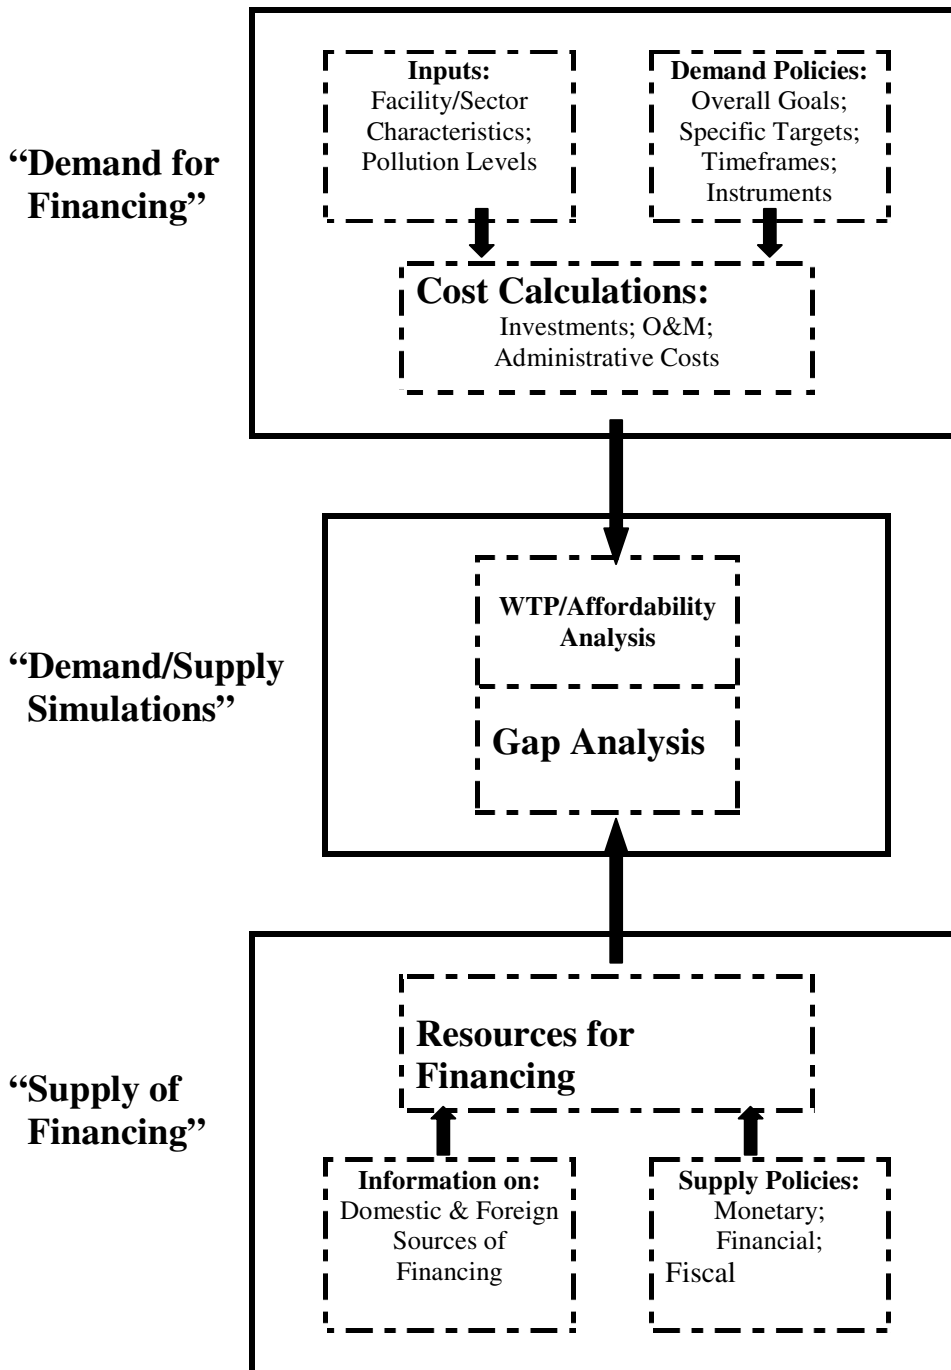 Inputs:
Facility/Sector
Characteristics;
Pollution Levels
Demand Policies:
Overall Goals;
Specific Targets;
Timeframes;
Instruments
“Demand for
Financing”
Cost Calculations:
Investments; O&M;
Administrative Costs
WTP/Affordability
Analysis
“Demand/Supply
Simulations”
Gap Analysis
Resources for
Financing
“Supply of
Financing”
Information on:
Domestic & Foreign
Sources of
Financing
Supply Policies:
Monetary;
Financial;
Fiscal